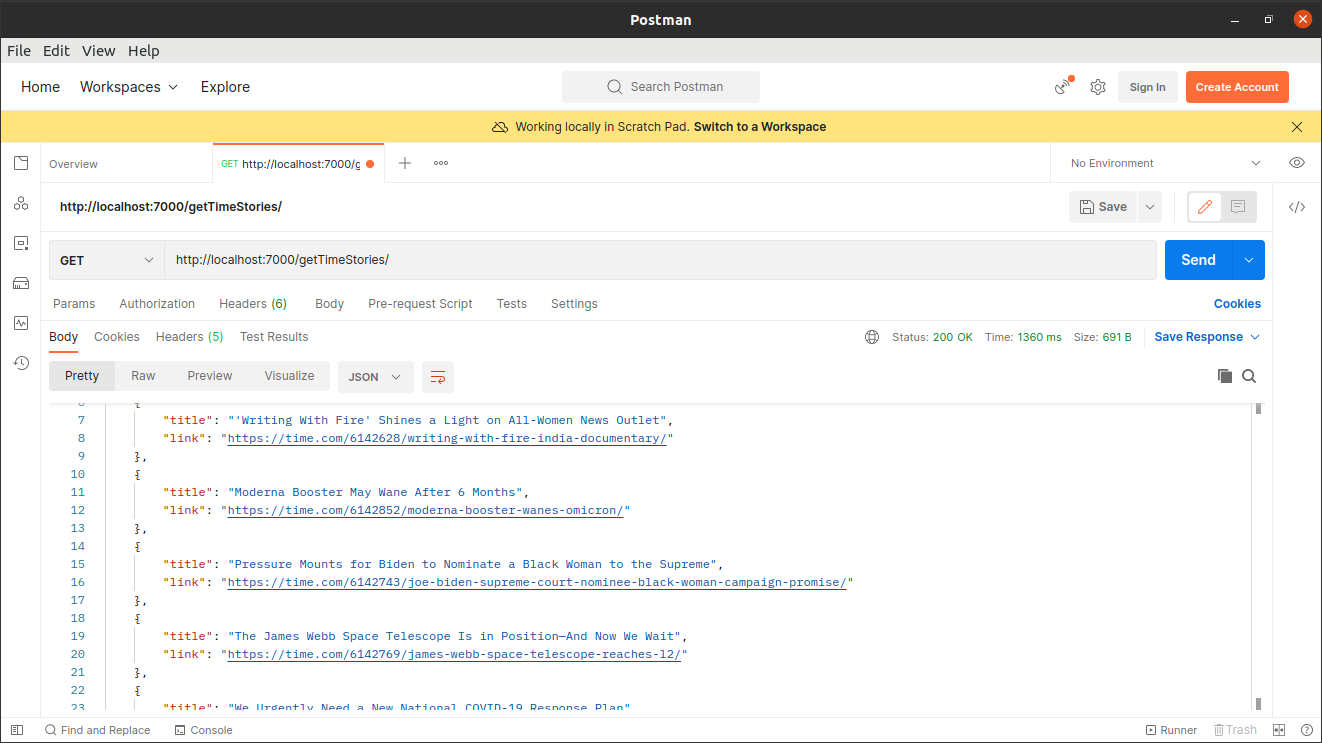 Postman
File Edit View Help
Home Workspaces Explore Search Postman Sign In Create Account
Working locally in Scratch Pad. Switch to a Workspace
Overview GET http://localhost:7000/g No Environment
http://localhost:7000/getTimeStories/ Save
GET http://localhost:7000/getTimeStories/ Send
Params Authorization Headers (6) Body Pre-request Script Tests Settings Cookies
Body Cookies Headers (5) Test Results Status: 200 OK Time: 1360 ms Size: 691 B Save Response
Pretty Raw Preview Visualize JSON
6 {
7 "title": "'Writing With Fire' Shines a Light on All-Women News Outlet",
8 "link": "https://time.com/6142628/writing-with-fire-india-documentary/"
9 },
10 {
11 "title": "Moderna Booster May Wane After 6 Months",
12 "link": "https://time.com/6142852/moderna-booster-wanes-omicron/"
13 },
14 {
15 "title": "Pressure Mounts for Biden to Nominate a Black Woman to the Supreme",
16 "link": "https://time.com/6142743/joe-biden-supreme-court-nominee-black-woman-campaign-promise/"
17 },
18 {
19 "title": "The James Webb Space Telescope Is in Position—And Now We Wait",
20 "link": "https://time.com/6142769/james-webb-space-telescope-reaches-l2/"
21 },
22 {
23 "title": "We Urgently Need a New National COVID-19 Response Plan"
Find and Replace Console Runner Trash